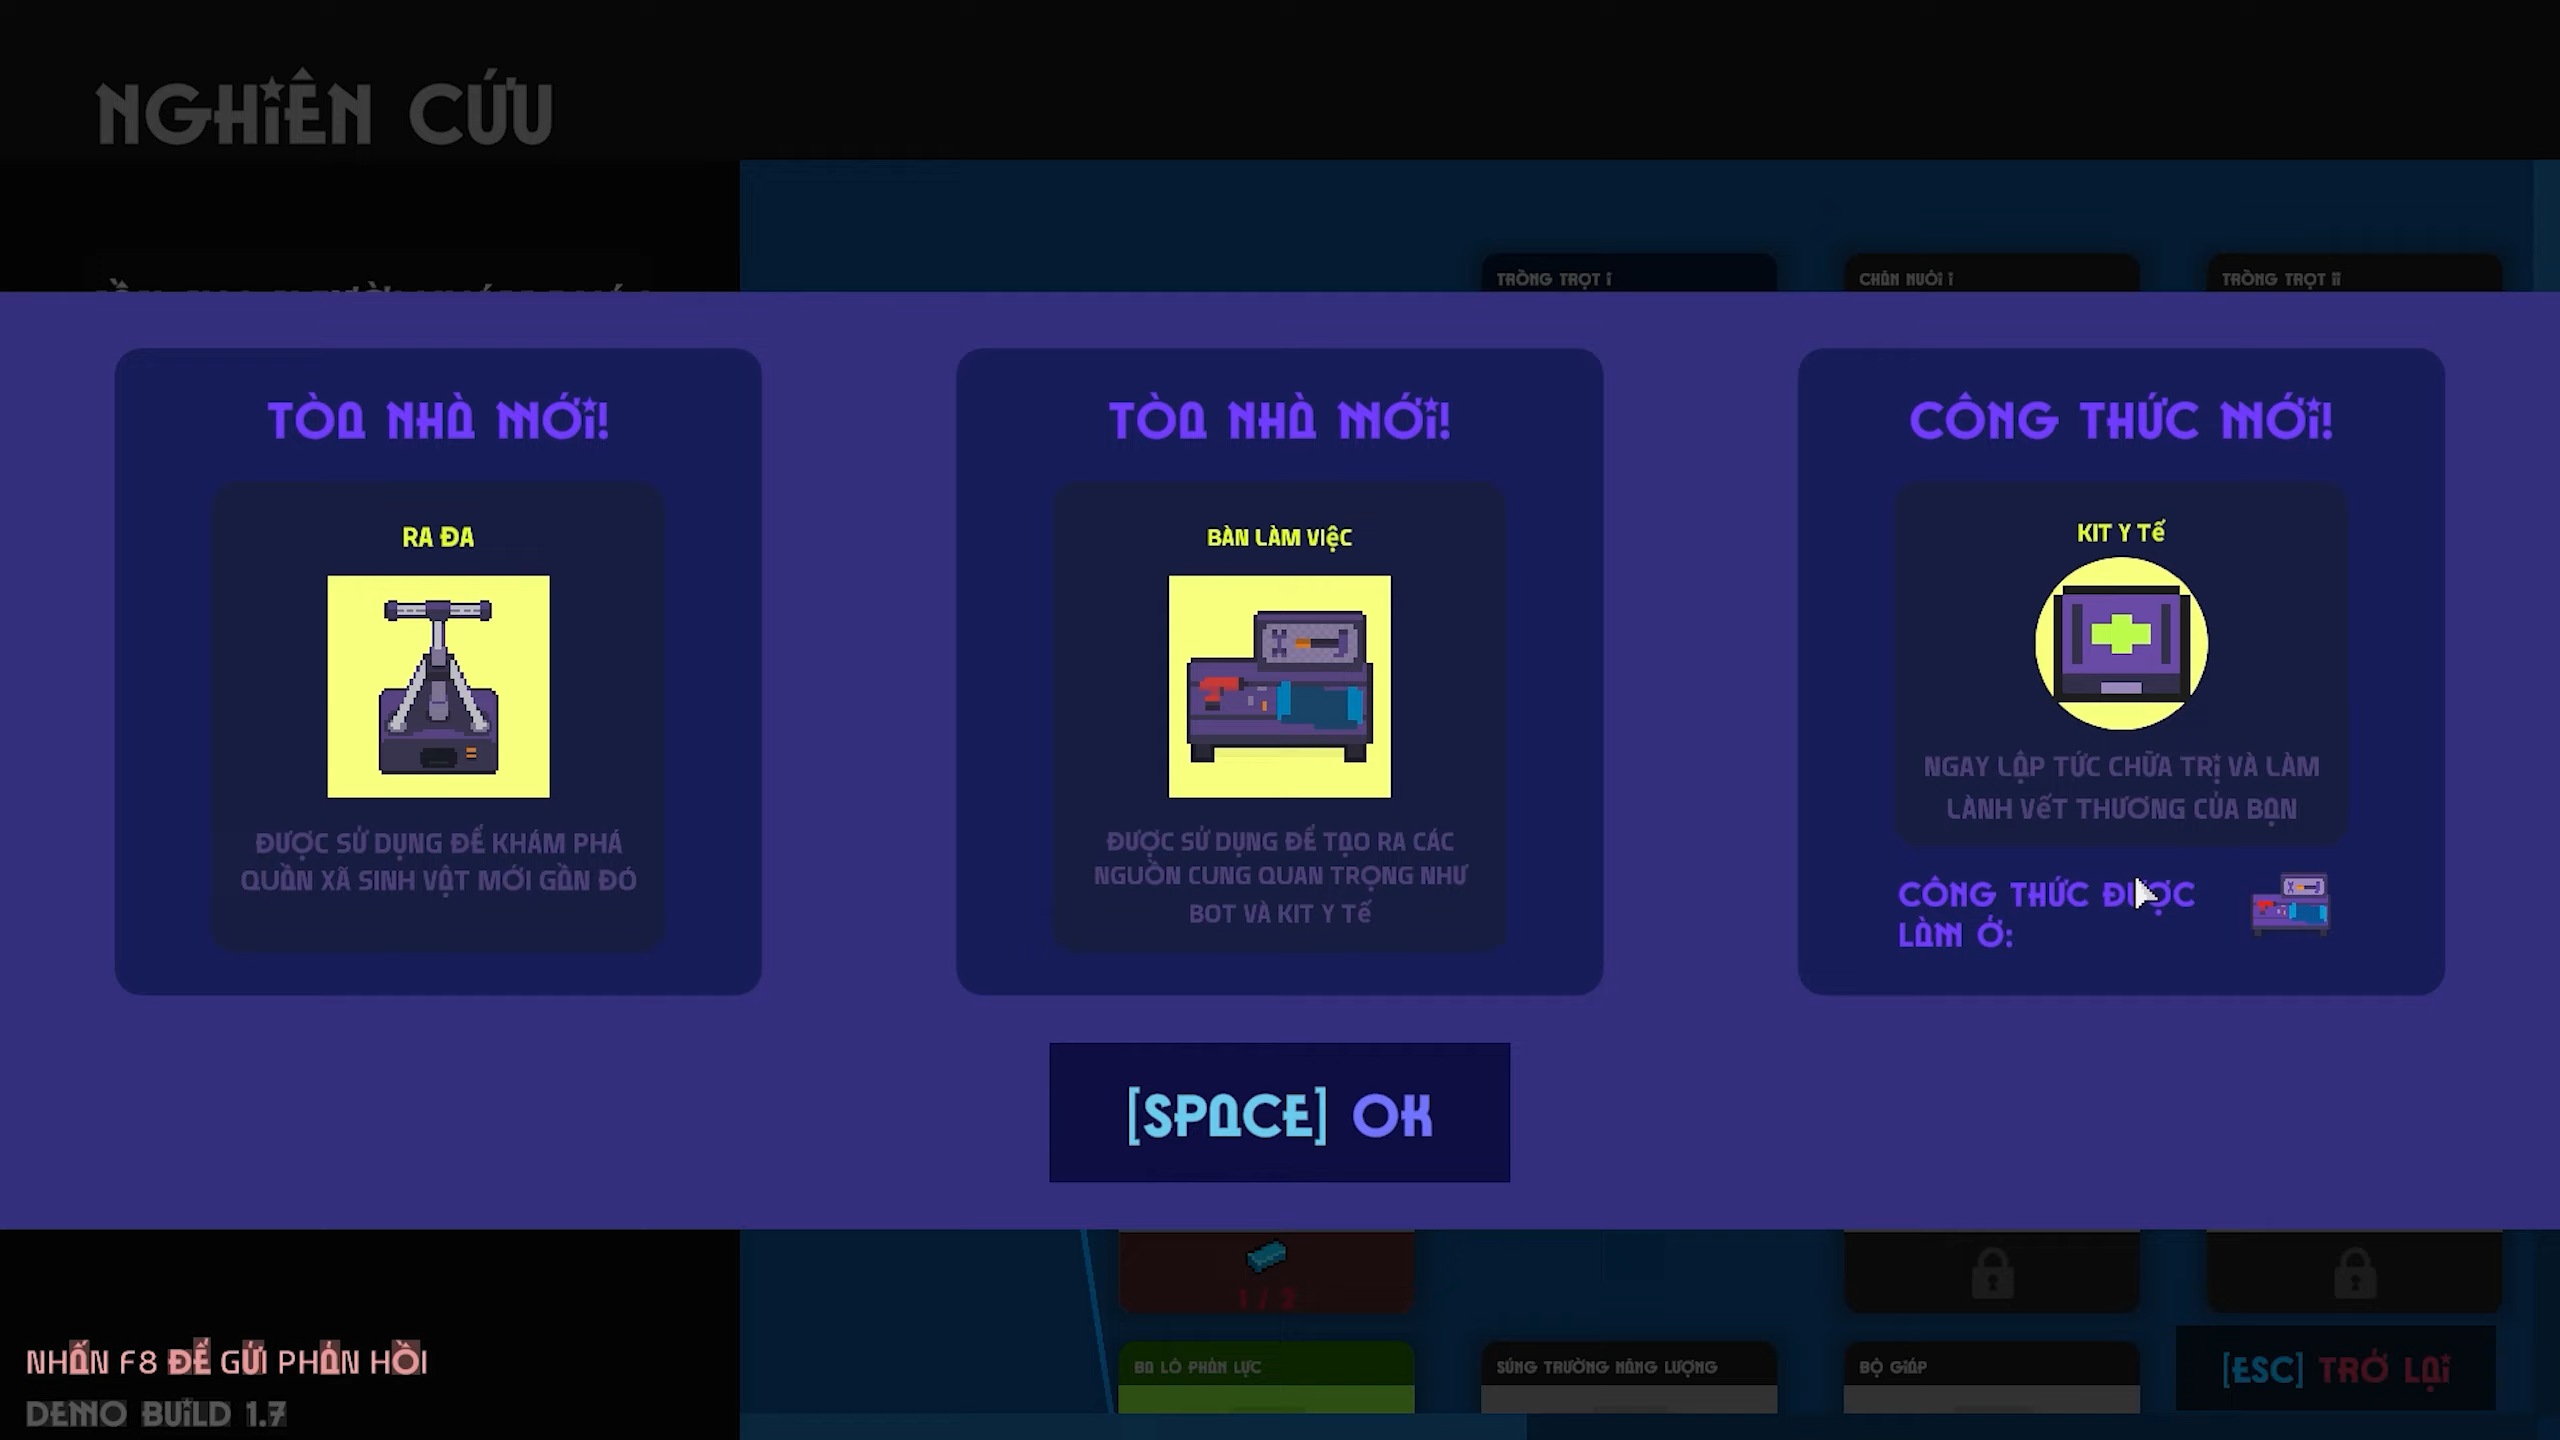 NGHIÊN CỨU
TRỒNG TRỌT I
CHĂN NUÔI I
TRỒNG TRỌT II
TÒA NHÀ MỚI!
RA ĐA
ĐƯỢC SỬ DỤNG ĐỂ KHÁM PHÁ
QUẦN XÃ SINH VẬT MỚI GẦN ĐÓ
TÒA NHÀ MỚI!
BÀN LÀM VIỆC
ĐƯỢC SỬ DỤNG ĐỂ TẠO RA CÁC
NGUỒN CUNG QUAN TRỌNG NHƯ
BOT VÀ KIT Y TẾ
CÔNG THỨC MỚI!
KIT Y TẾ
NGAY LẬP TỨC CHỮA TRỊ VÀ LÀM
LÀNH VẾT THƯƠNG CỦA BẠN
CÔNG THỨC ĐƯỢC
LÀM Ở:
[SPACE] OK
1 / 2
BA LÔ PHẢN LỰC
SÚNG TRƯỜNG NĂNG LƯỢNG
BỘ GIÁP
[ESC] TRỞ LẠI
NHẤN F8 ĐỂ GỬI PHẢN HỒI
DEMO BUILD 1.7